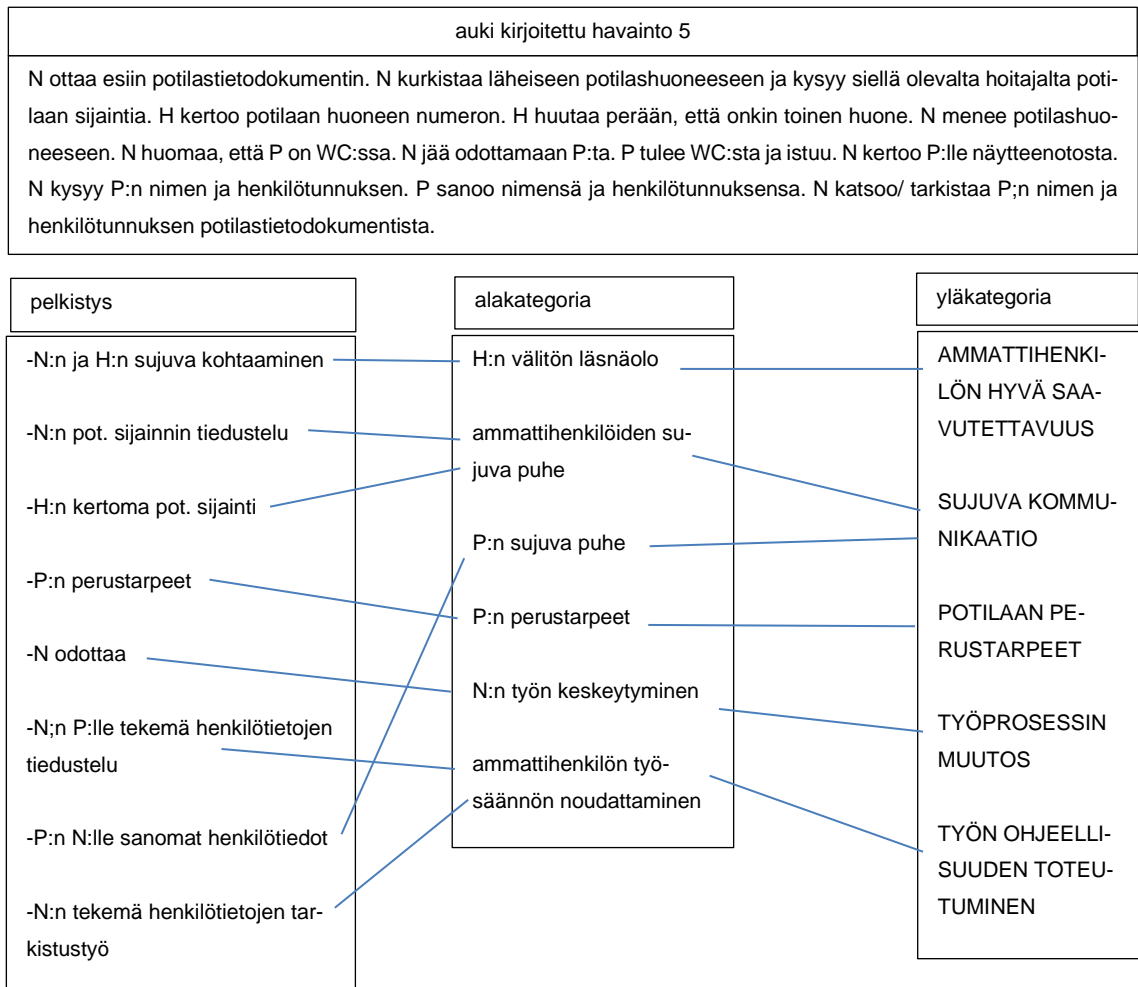 auki kirjoitettu havainto 5
N ottaa esiin potilastietodokumentin. N kurkistaa läheiseen potilashuoneeseen ja kysyy siellä olevalta hoitajalta poti-
laan sijaintia. H kertoo potilaan huoneen numeron. H huutaa perään, että onkin toinen huone. N menee potilashuo-
neeseen. N huomaa, että P on WC:ssa. N jää odottamaan P:ta. P tulee WC:sta ja istuu. N kertoo P:lle näytteenotosta.
N kysyy P:n nimen ja henkilötunnuksen. P sanoo nimensä ja henkilötunnuksensa. N katsoo/ tarkistaa P;n nimen ja
henkilötunnuksen potilastietodokumentista.
pelkistys
-N:n ja H:n sujuva kohtaaminen
-N:n pot. sijainnin tiedustelu
-H:n kertoma pot. sijainti
-P:n perustarpeet
-N odottaa
-N;n P:lle tekemä henkilötietojen
tiedustelu
-P:n N:lle sanomat henkilötiedot
-N:n tekemä henkilötietojen tar-
kistustyö
alakategoria
H:n välitön läsnäolo
ammattihenkilöiden su-
juva puhe
P:n sujuva puhe
P:n perustarpeet
N:n työn keskeytyminen
ammattihenkilön työ-
säännön noudattaminen
yläkategoria
AMMATTIHENKI-
LÖN HYVÄ SAA-
VUTETTAVUUS
SUJUVA KOMMU-
NIKAATIO
POTILAAN PE-
RUSTARPEET
TYÖPROSESSIN
MUUTOS
TYÖN OHJEELLI-
SUUDEN TOTEU-
TUMINEN